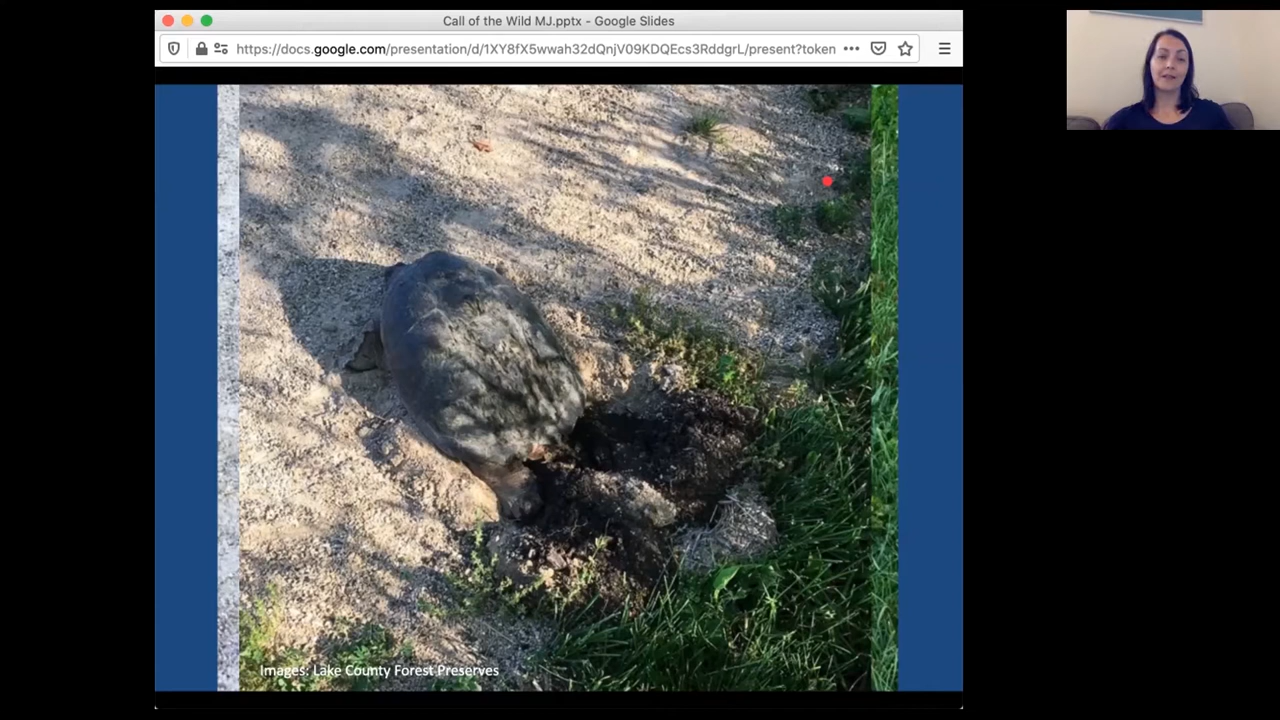 Call of the Wild MJ.pptx - Google Slides
https://docs.google.com/presentation/d/1XY8fX5wwah32dQnjV09KDQEcs3RddgrL/present?token
Images: Lake County Forest Preserves